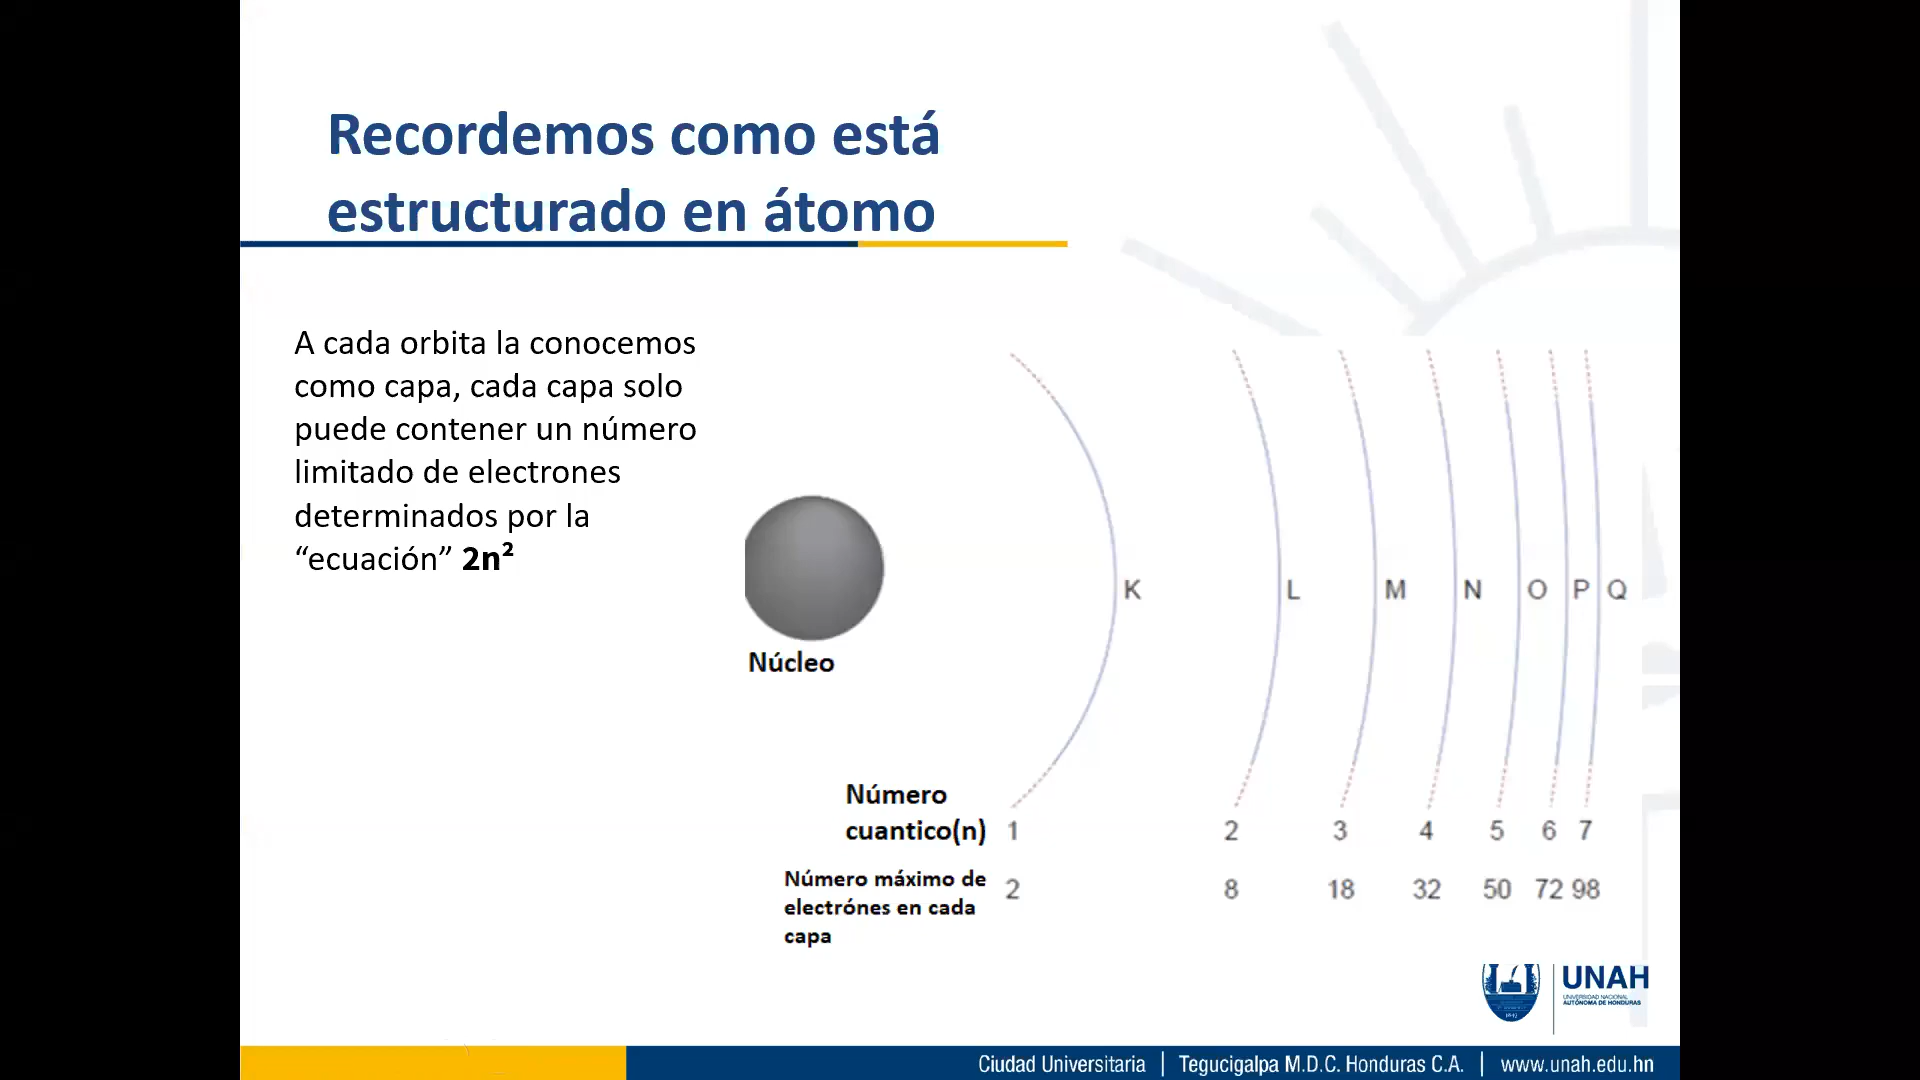 Recordemos como está
estructurado en átomo
A cada orbita la conocemos
como capa, cada capa solo
puede contener un número
limitado de electrones
determinados por la
“ecuación” 2n²
Núcleo
K L M N O P Q
Número
cuantico(n) 1 2 3 4 5 6 7
Número máximo de
electrónes en cada
capa
2 8 18 32 50 72 98
UNAH
UNIVERSIDAD NACIONAL
AUTÓNOMA DE HONDURAS
Ciudad Universitaria | Tegucigalpa M.D.C. Honduras C.A. | www.unah.edu.hn